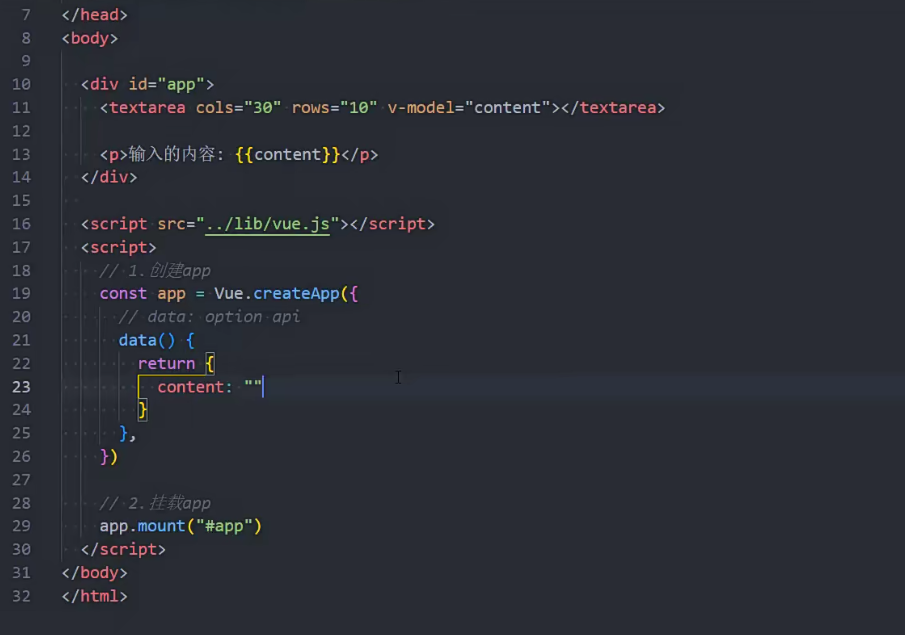 7 </head>
8 <body>
9
10 <div id="app">
11 <textarea cols="30" rows="10" v-model="content"></textarea>
12
13 <p>输入的内容: {{content}}</p>
14 </div>
15
16 <script src="../lib/vue.js"></script>
17 <script>
18 // 1.创建app
19 const app = Vue.createApp({
20 // data: option api
21 data() {
22 return {
23 content: ""
24 }
25 },
26 })
27
28 // 2.挂载app
29 app.mount("#app")
30 </script>
31 </body>
32 </html>